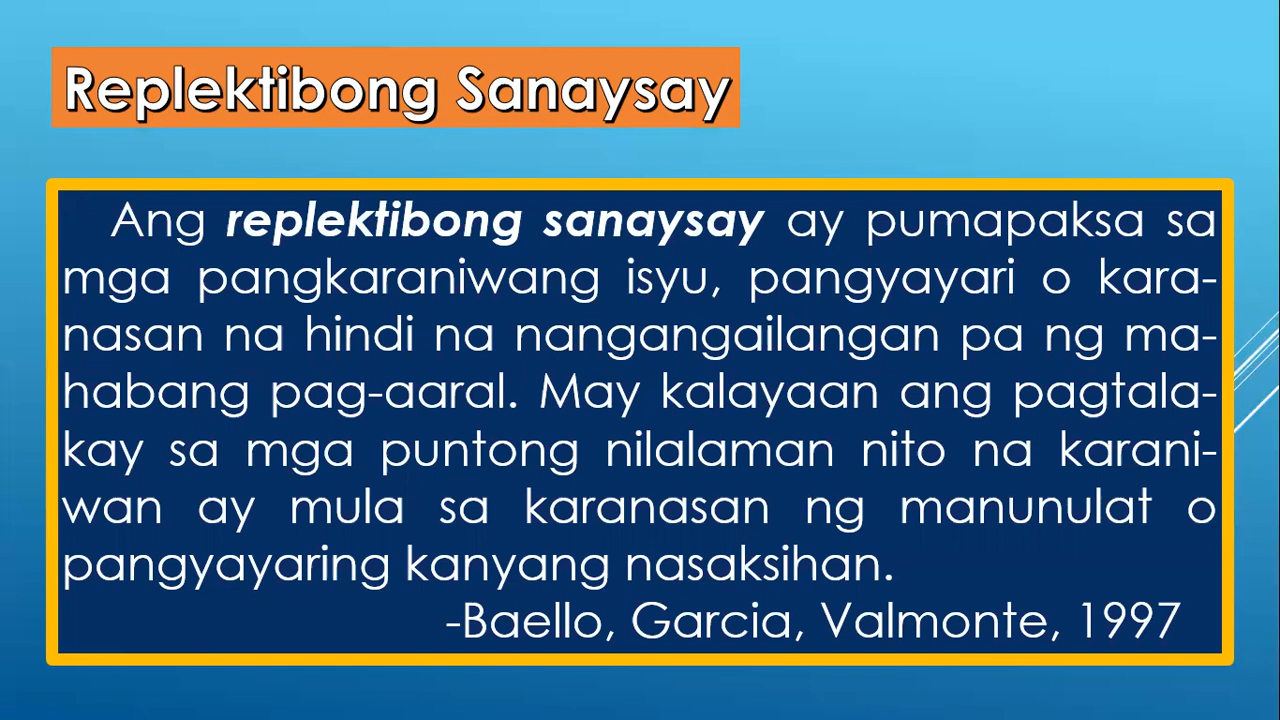 Replektibong Sanaysay
Ang replektibong sanaysay ay pumapaksa sa
mga pangkaraniwang isyu, pangyayari o kara-
nasan na hindi na nangangailangan pa ng ma-
habang pag-aaral. May kalayaan ang pagtala-
kay sa mga puntong nilalaman nito na karani-
wan ay mula sa karanasan ng manunulat o
pangyayaring kanyang nasaksihan.
-Baello, Garcia, Valmonte, 1997